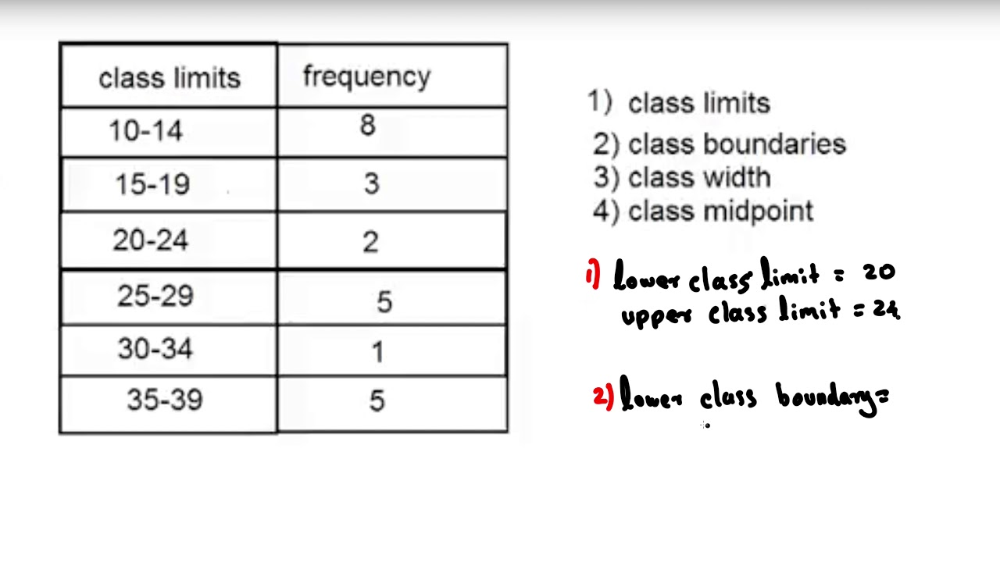 class limits frequency
10-14 8
15-19 3
20-24 2
25-29 5
30-34 1
35-39 5
1) class limits
2) class boundaries
3) class width
4) class midpoint
1) lower class limit = 20
upper class limit = 24
2) lower class boundary=